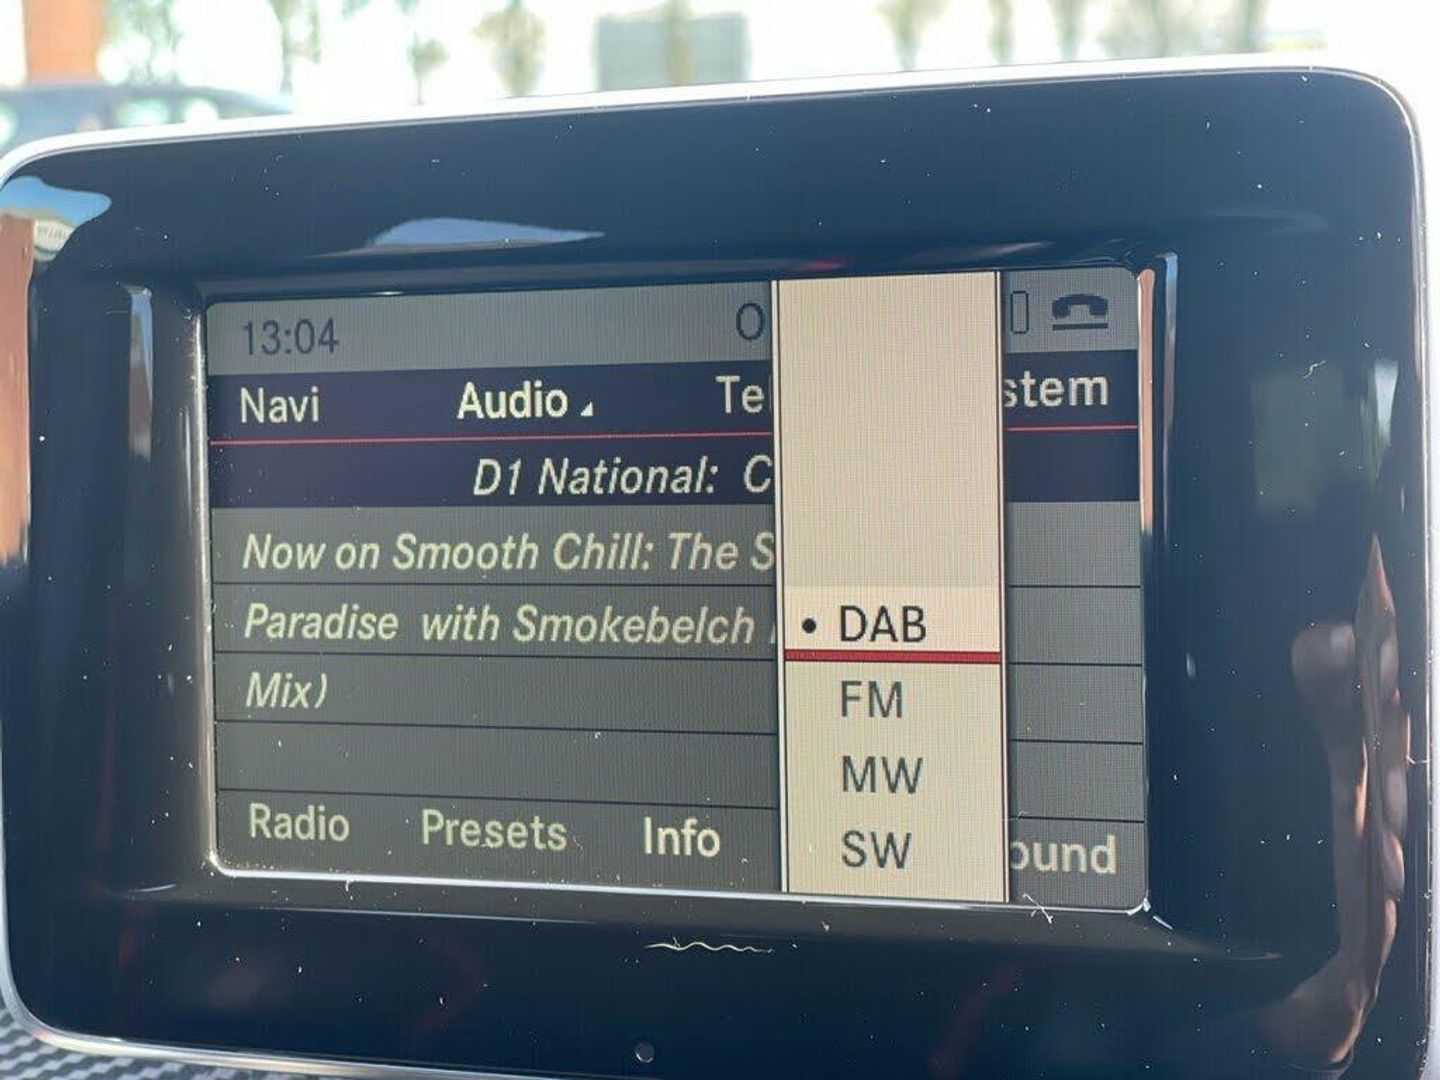 13:04 O
Navi Audio Te stem
D1 National: C
Now on Smooth Chill: The S
Paradise with Smokebelch
Mix)
• DAB
FM
MW
SW
Radio Presets Info ound